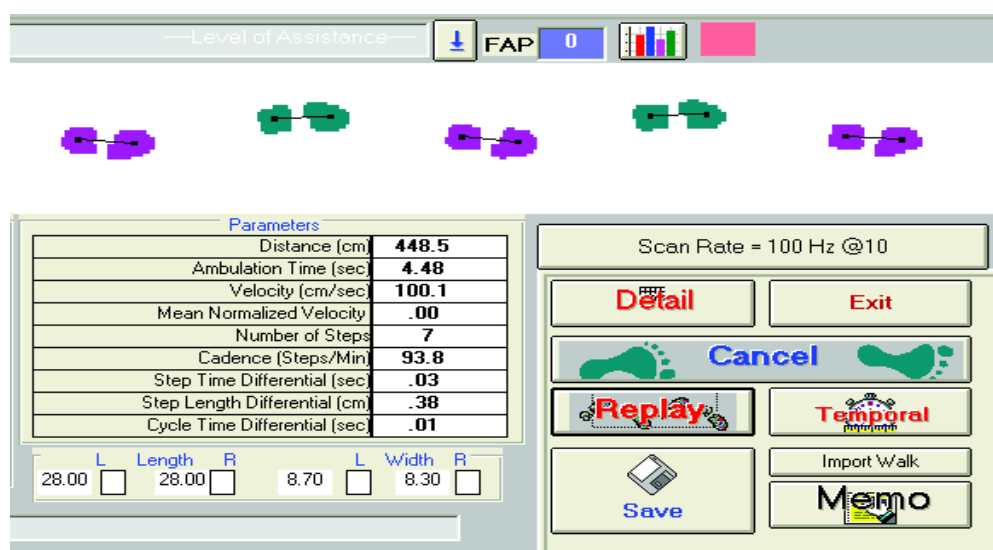 —Level of Assistance—
FAP 0
Parameters
Distance (cm) 448.5
Ambulation Time (sec) 4.48
Velocity (cm/sec) 100.1
Mean Normalized Velocity .00
Number of Steps 7
Cadence (Steps/Min) 93.8
Step Time Differential (sec) .03
Step Length Differential (cm) .38
Cycle Time Differential (sec) .01
L Length R L Width R
28.00 28.00 8.70 8.30
Scan Rate = 100 Hz @10
Detail Exit
Cancel
Replay Temporal
Import Walk
Save Memo